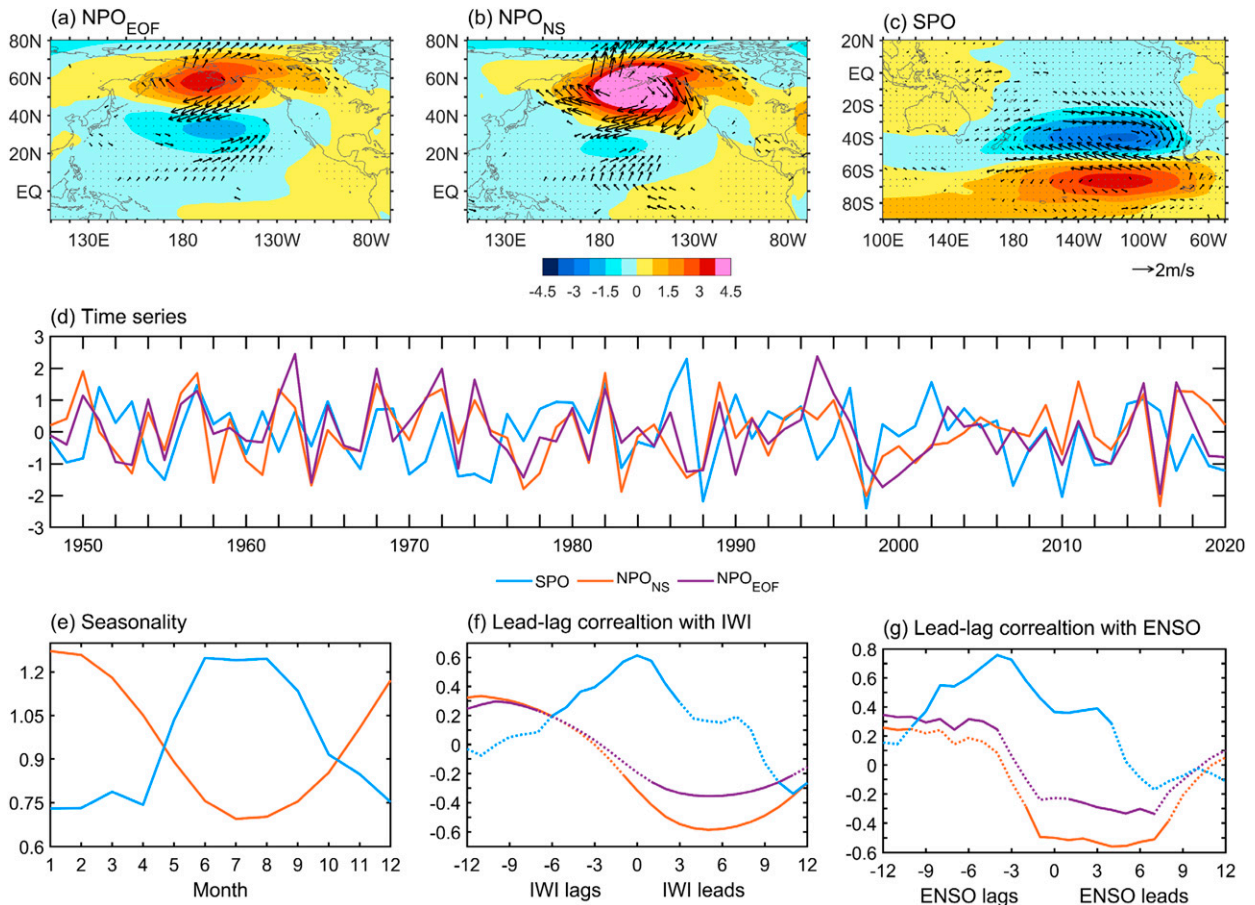 (a) NPO_EOF
(b) NPO_NS
(c) SPO
80N
60N
40N
20N
EQ
130E 180 130W 80W
80N
60N
40N
20N
EQ
130E 180 130W 80W
20N
EQ
20S
40S
60S
80S
100E 140E 180 140W 100W 60W
-4.5 -3 -1.5 0 1.5 3 4.5
2m/s
(d) Time series
3
2
1
0
-1
-2
-3
1950 1960 1970 1980 1990 2000 2010 2020
SPO NPO_NS NPO_EOF
(e) Seasonality
1.2
1.05
0.9
0.75
0.6
1 2 3 4 5 6 7 8 9 10 11 12
Month
(f) Lead-lag correaltion with IWI
0.6
0.4
0.2
0
-0.2
-0.4
-0.6
-12 -9 -6 -3 0 3 6 9 12
IWI lags IWI leads
(g) Lead-lag correaltion with ENSO
0.8
0.6
0.4
0.2
0
-0.2
-0.4
-0.6
-12 -9 -6 -3 0 3 6 9 12
ENSO lags ENSO leads